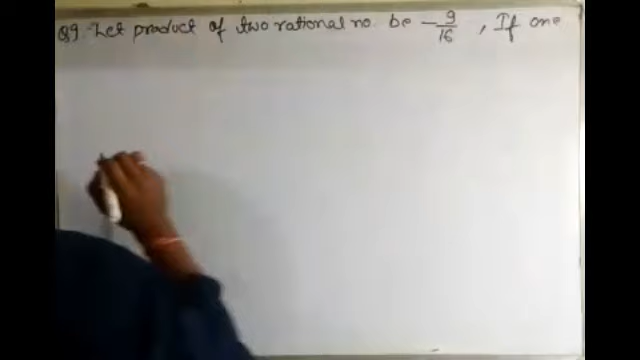 Q9. Let product of two rational no. be -9/16, If one